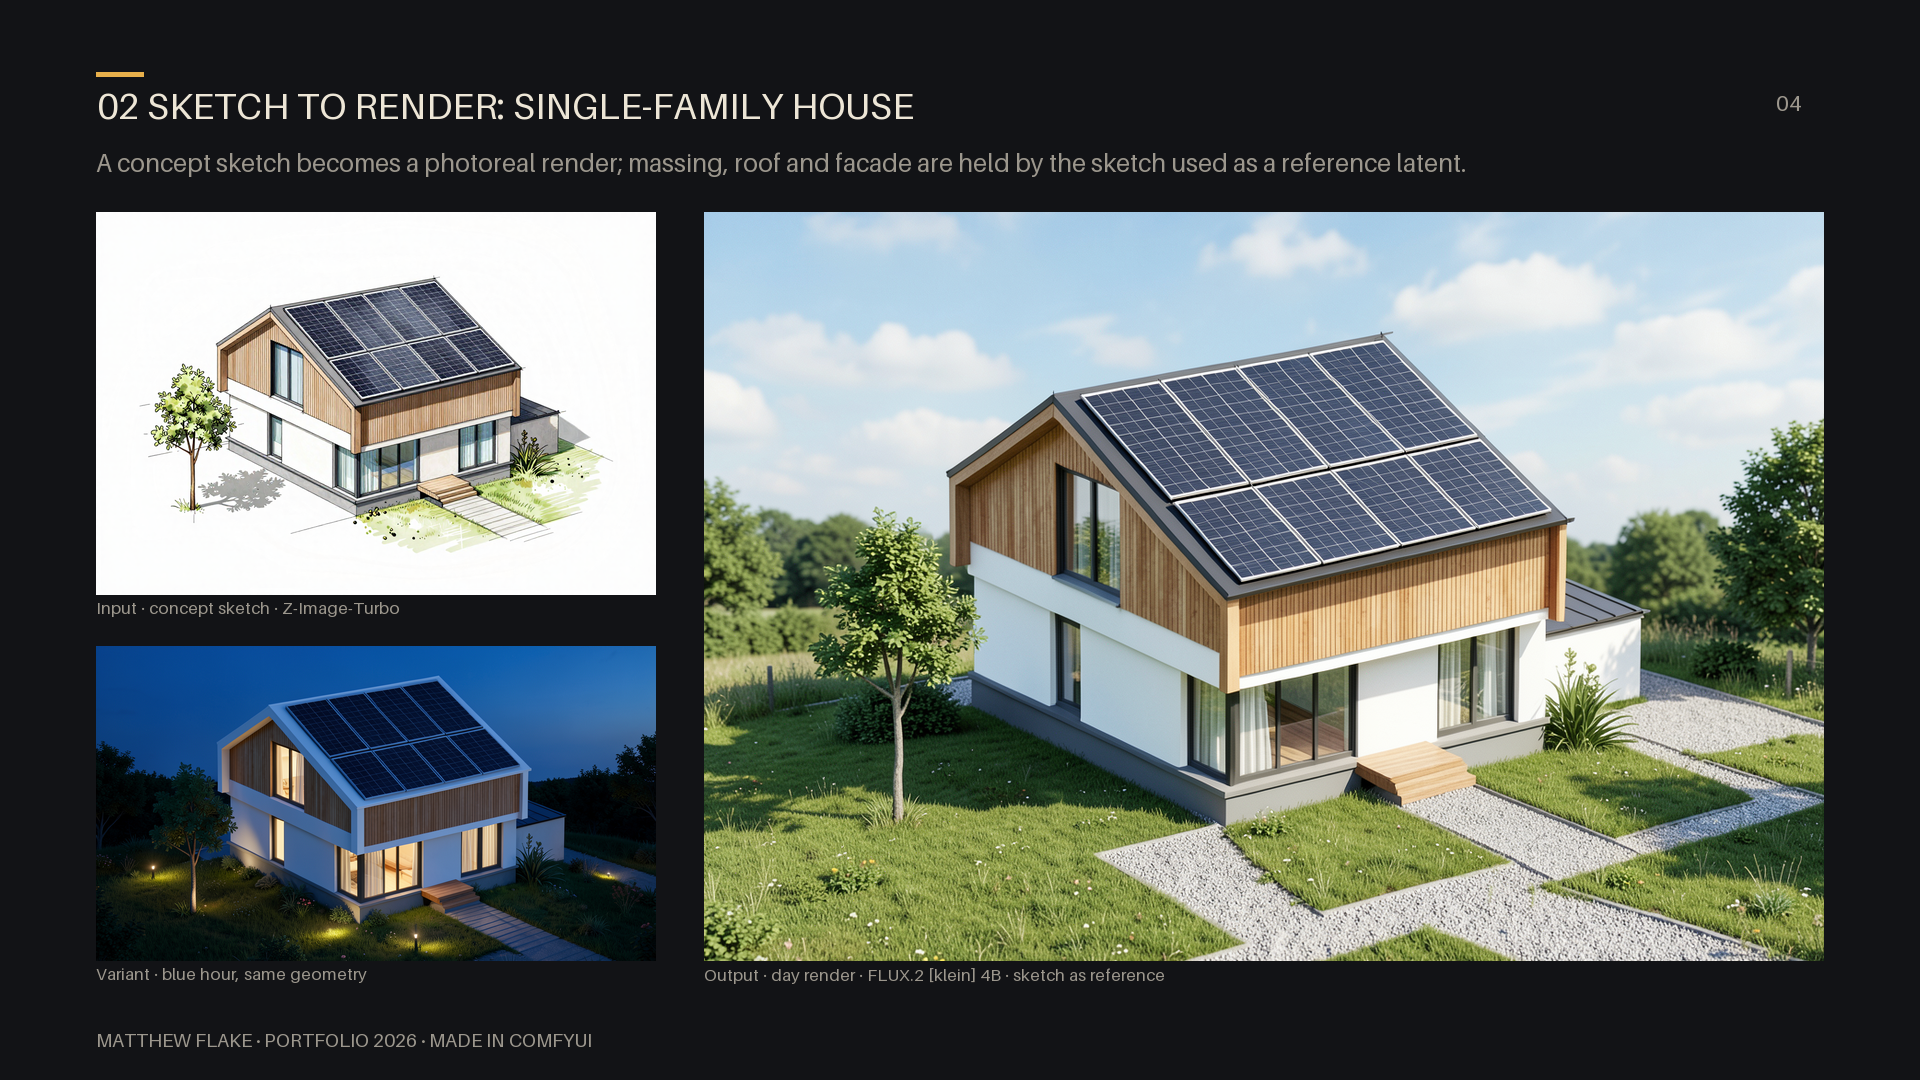 02 SKETCH TO RENDER: SINGLE-FAMILY HOUSE
04
A concept sketch becomes a photoreal render; massing, roof and facade are held by the sketch used as a reference latent.
Input · concept sketch · Z-Image-Turbo
Variant · blue hour, same geometry
Output · day render · FLUX.2 [klein] 4B · sketch as reference
MATTHEW FLAKE · PORTFOLIO 2026 · MADE IN COMFYUI